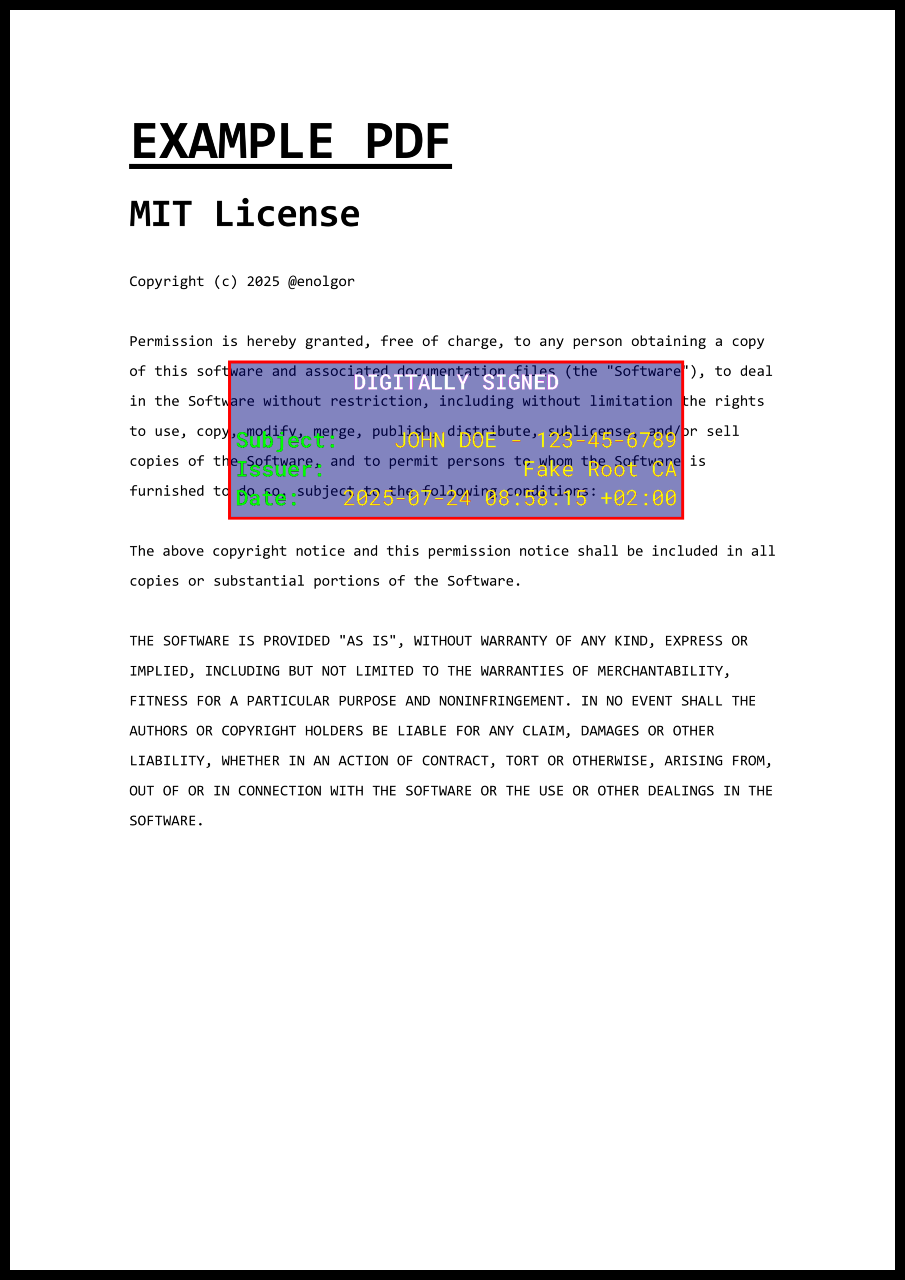 EXAMPLE PDF
MIT License
Copyright (c) 2025 @enolgor
Permission is hereby granted, free of charge, to any person obtaining a copy
of this software and associated documentation files (the "Software"), to deal
DIGITALLY SIGNED
in the Software without restriction, including without limitation the rights
to use, copy, modify, merge, publish, distribute, sublicense, and/or sell
Subject: JOHN DOE - 123-45-6789
copies of the Software, and to permit persons to whom the Software is
Issuer: Fake Root CA
furnished to do so, subject to the following conditions:
Date: 2025-07-24 08:58:15 +02:00
The above copyright notice and this permission notice shall be included in all
copies or substantial portions of the Software.
THE SOFTWARE IS PROVIDED "AS IS", WITHOUT WARRANTY OF ANY KIND, EXPRESS OR
IMPLIED, INCLUDING BUT NOT LIMITED TO THE WARRANTIES OF MERCHANTABILITY,
FITNESS FOR A PARTICULAR PURPOSE AND NONINFRINGEMENT. IN NO EVENT SHALL THE
AUTHORS OR COPYRIGHT HOLDERS BE LIABLE FOR ANY CLAIM, DAMAGES OR OTHER
LIABILITY, WHETHER IN AN ACTION OF CONTRACT, TORT OR OTHERWISE, ARISING FROM,
OUT OF OR IN CONNECTION WITH THE SOFTWARE OR THE USE OR OTHER DEALINGS IN THE
SOFTWARE.